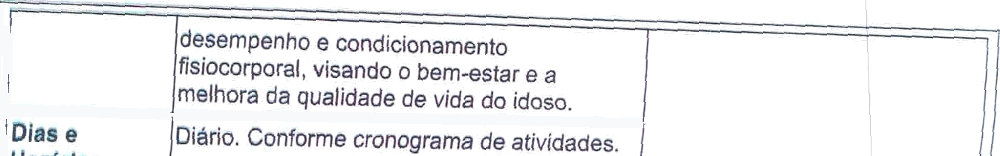 desempenho e condicionamento
fisiocorporal, visando o bem-estar e a
melhora da qualidade de vida do idoso.
Dias e
Diário. Conforme cronograma de atividades.